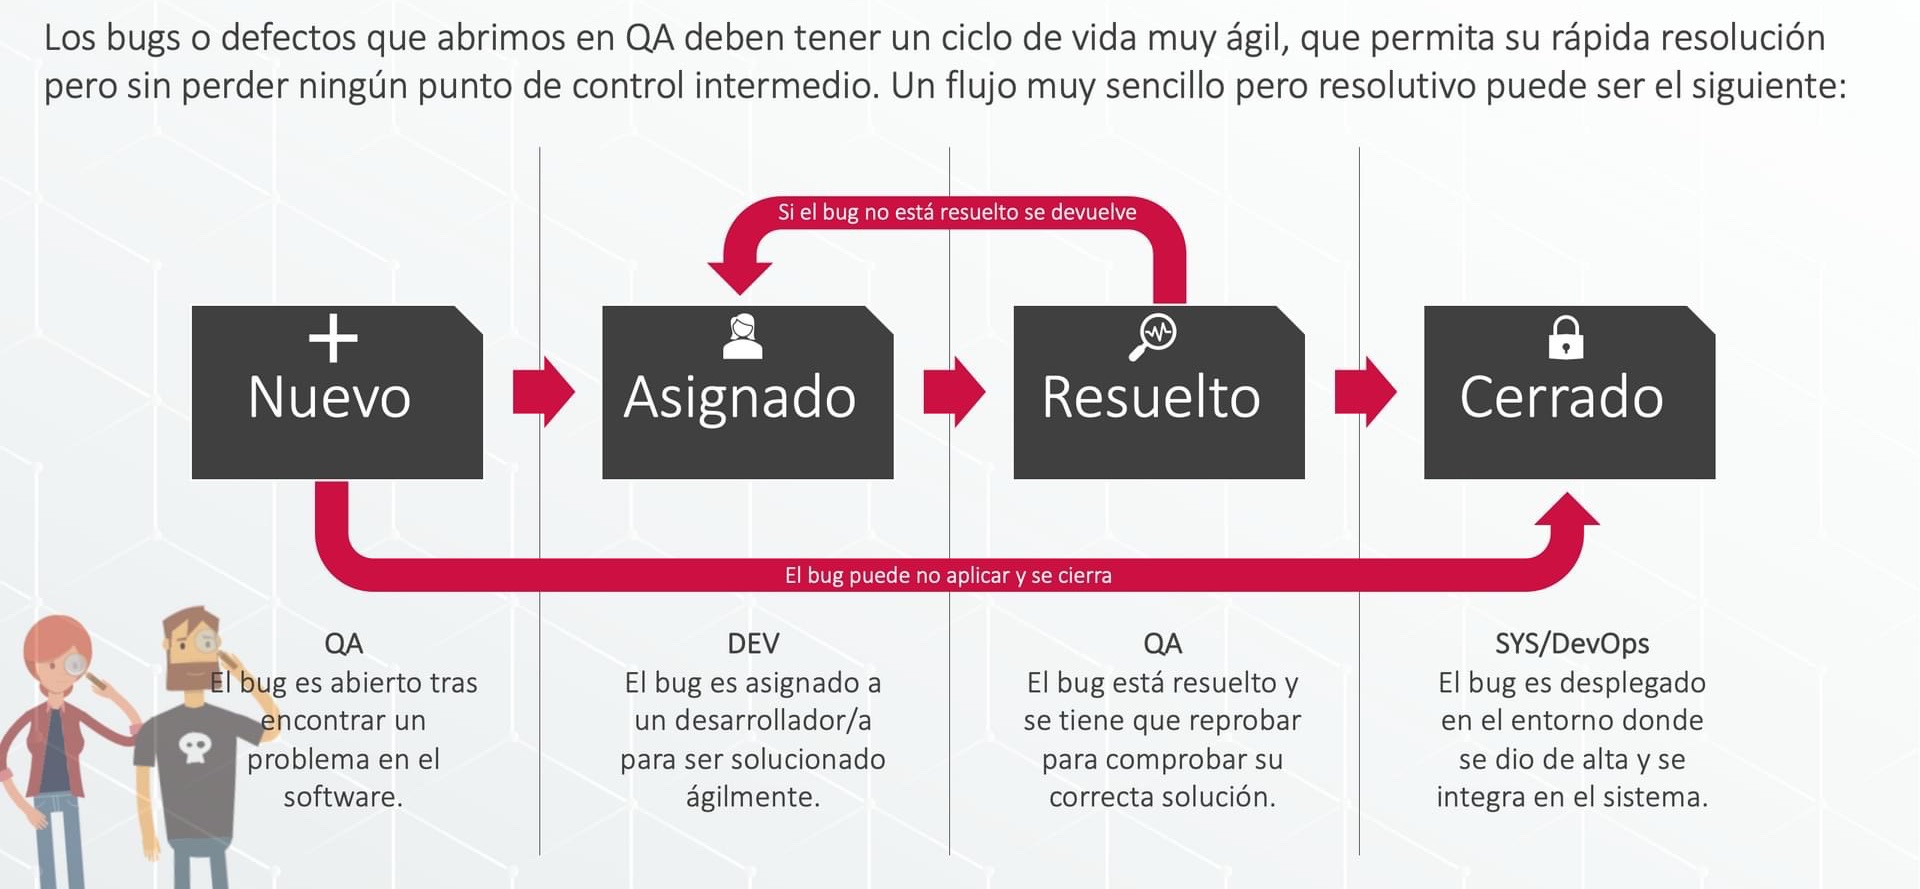 Los bugs o defectos que abrimos en QA deben tener un ciclo de vida muy ágil, que permita su rápida resolución
pero sin perder ningún punto de control intermedio. Un flujo muy sencillo pero resolutivo puede ser el siguiente:
Si el bug no está resuelto se devuelve
Nuevo
Asignado
Resuelto
Cerrado
El bug puede no aplicar y se cierra
QA
El bug es abierto tras
encontrar un
problema en el
software.
DEV
El bug es asignado a
un desarrollador/a
para ser solucionado
ágilmente.
QA
El bug está resuelto y
se tiene que reprobar
para comprobar su
correcta solución.
SYS/DevOps
El bug es desplegado
en el entorno donde
se dio de alta y se
integra en el sistema.